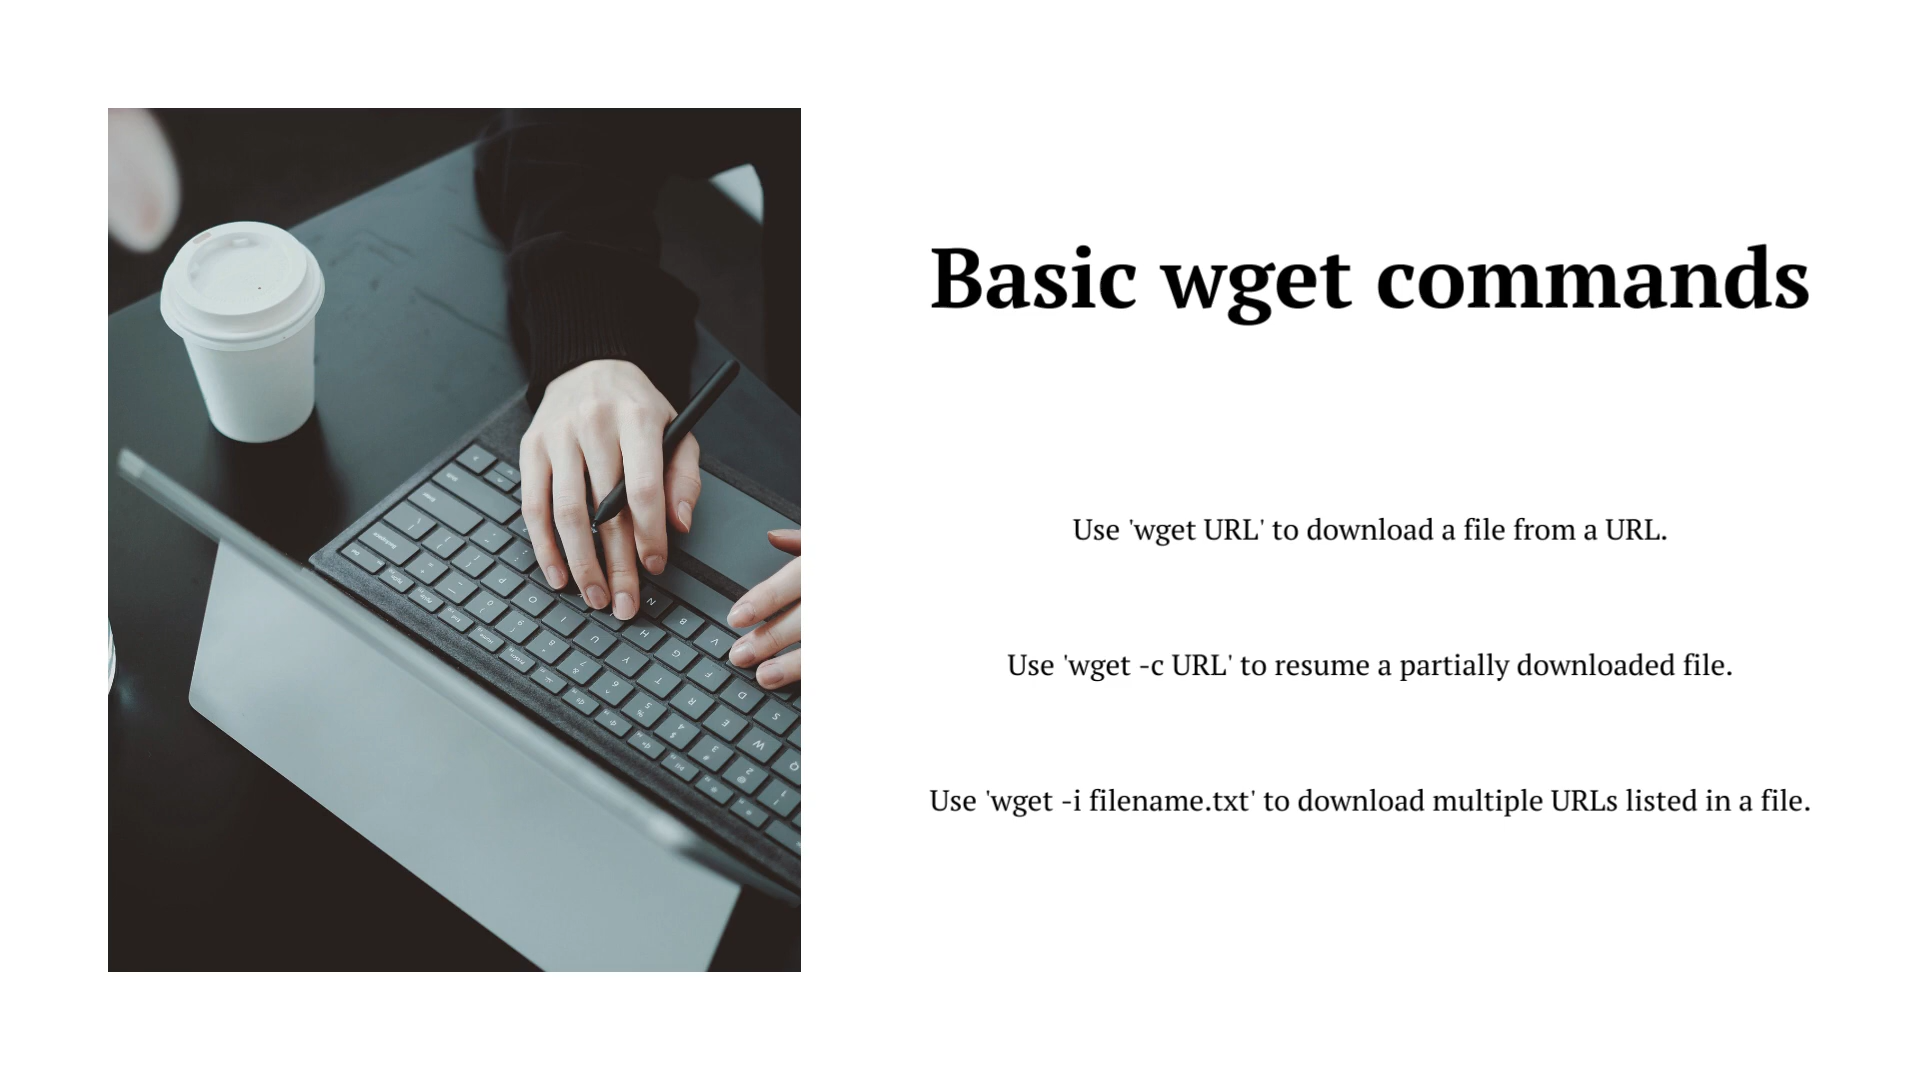 Basic wget commands
Use 'wget URL' to download a file from a URL.
Use 'wget -c URL' to resume a partially downloaded file.
Use 'wget -i filename.txt' to download multiple URLs listed in a file.